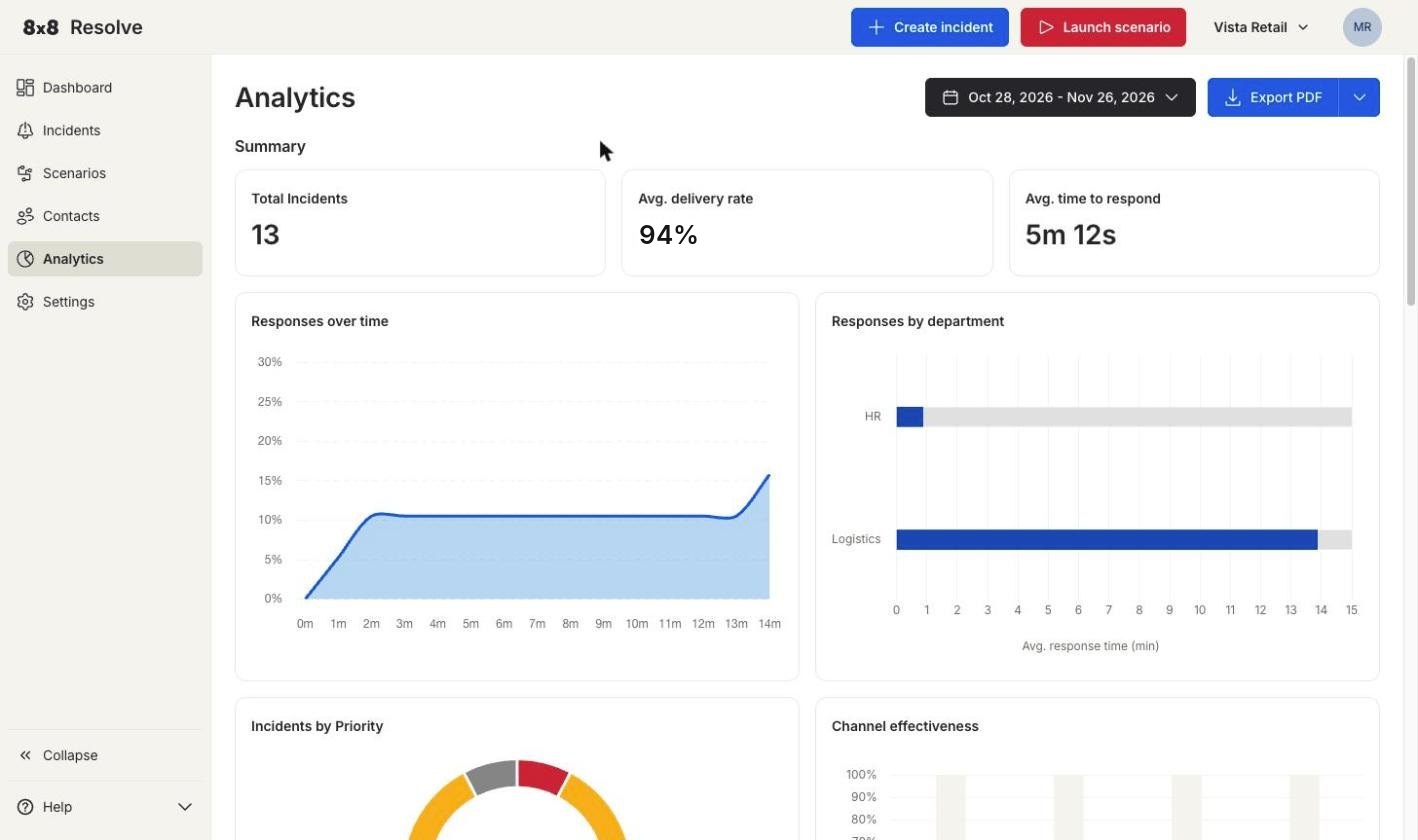 8x8 Resolve
Create incident
Launch scenario
Vista Retail
MR
Dashboard
Incidents
Scenarios
Contacts
Analytics
Settings
Collapse
Help
Analytics
Oct 28, 2026 - Nov 26, 2026
Export PDF
Summary
Total Incidents
13
Avg. delivery rate
94%
Avg. time to respond
5m 12s
Responses over time
30%
25%
20%
15%
10%
5%
0%
0m 1m 2m 3m 4m 5m 6m 7m 8m 9m 10m 11m 12m 13m 14m
Responses by department
HR
Logistics
0 1 2 3 4 5 6 7 8 9 10 11 12 13 14 15
Avg. response time (min)
Incidents by Priority
Channel effectiveness
100%
90%
80%